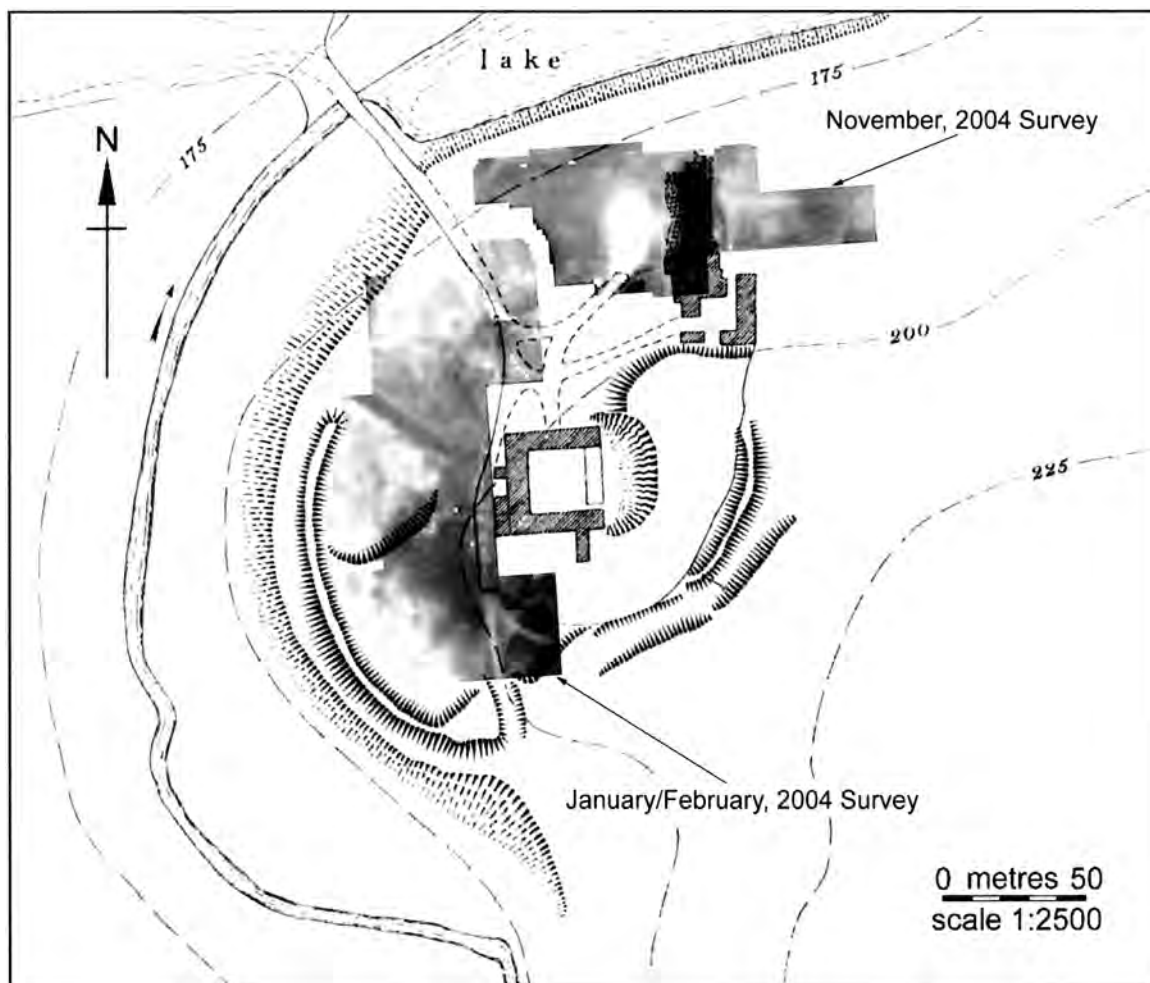 lake
175
November, 2004 Survey
N
175
200
225
January/February, 2004 Survey
0 metres 50
scale 1:2500